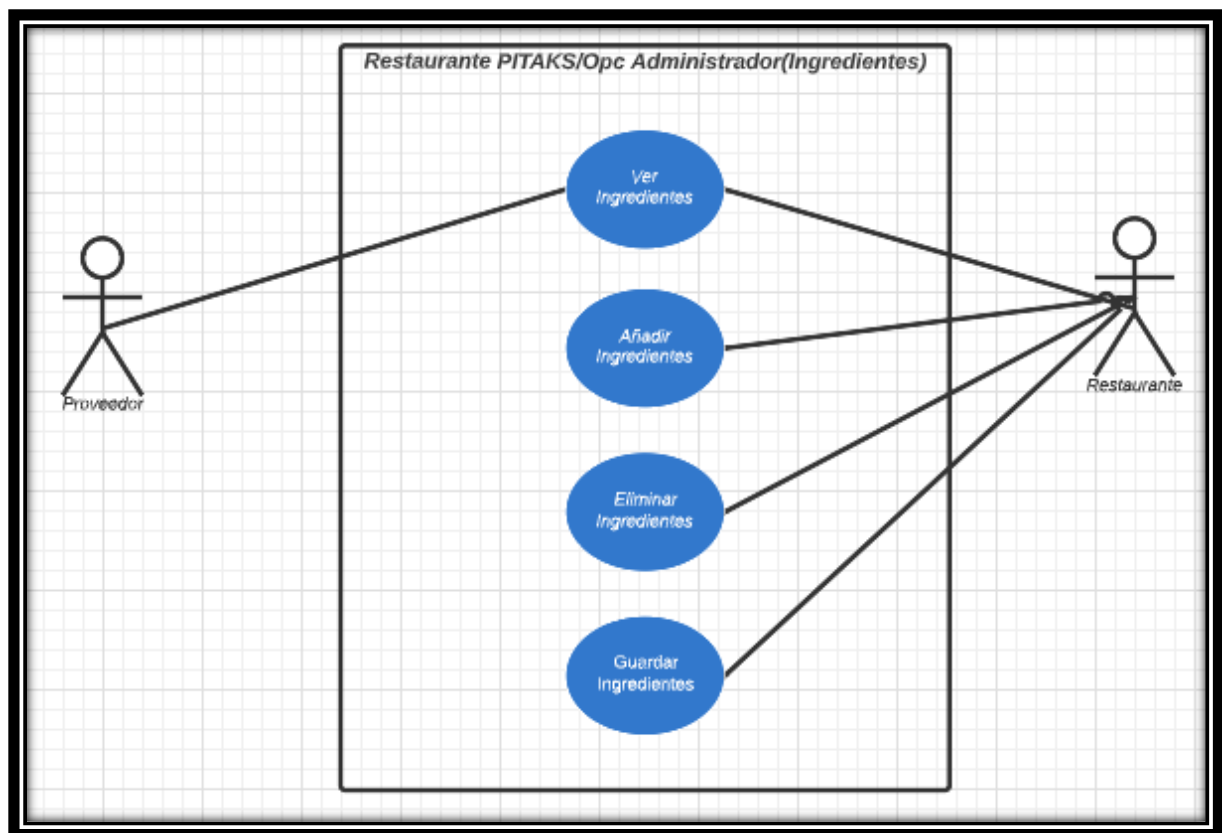 Restaurante PITAKS/Opc Administrador(Ingredientes)
Ver
Ingredientes
Añadir
Ingredientes
Proveedor
Restaurante
Eliminar
Ingredientes
Guardar
Ingredientes